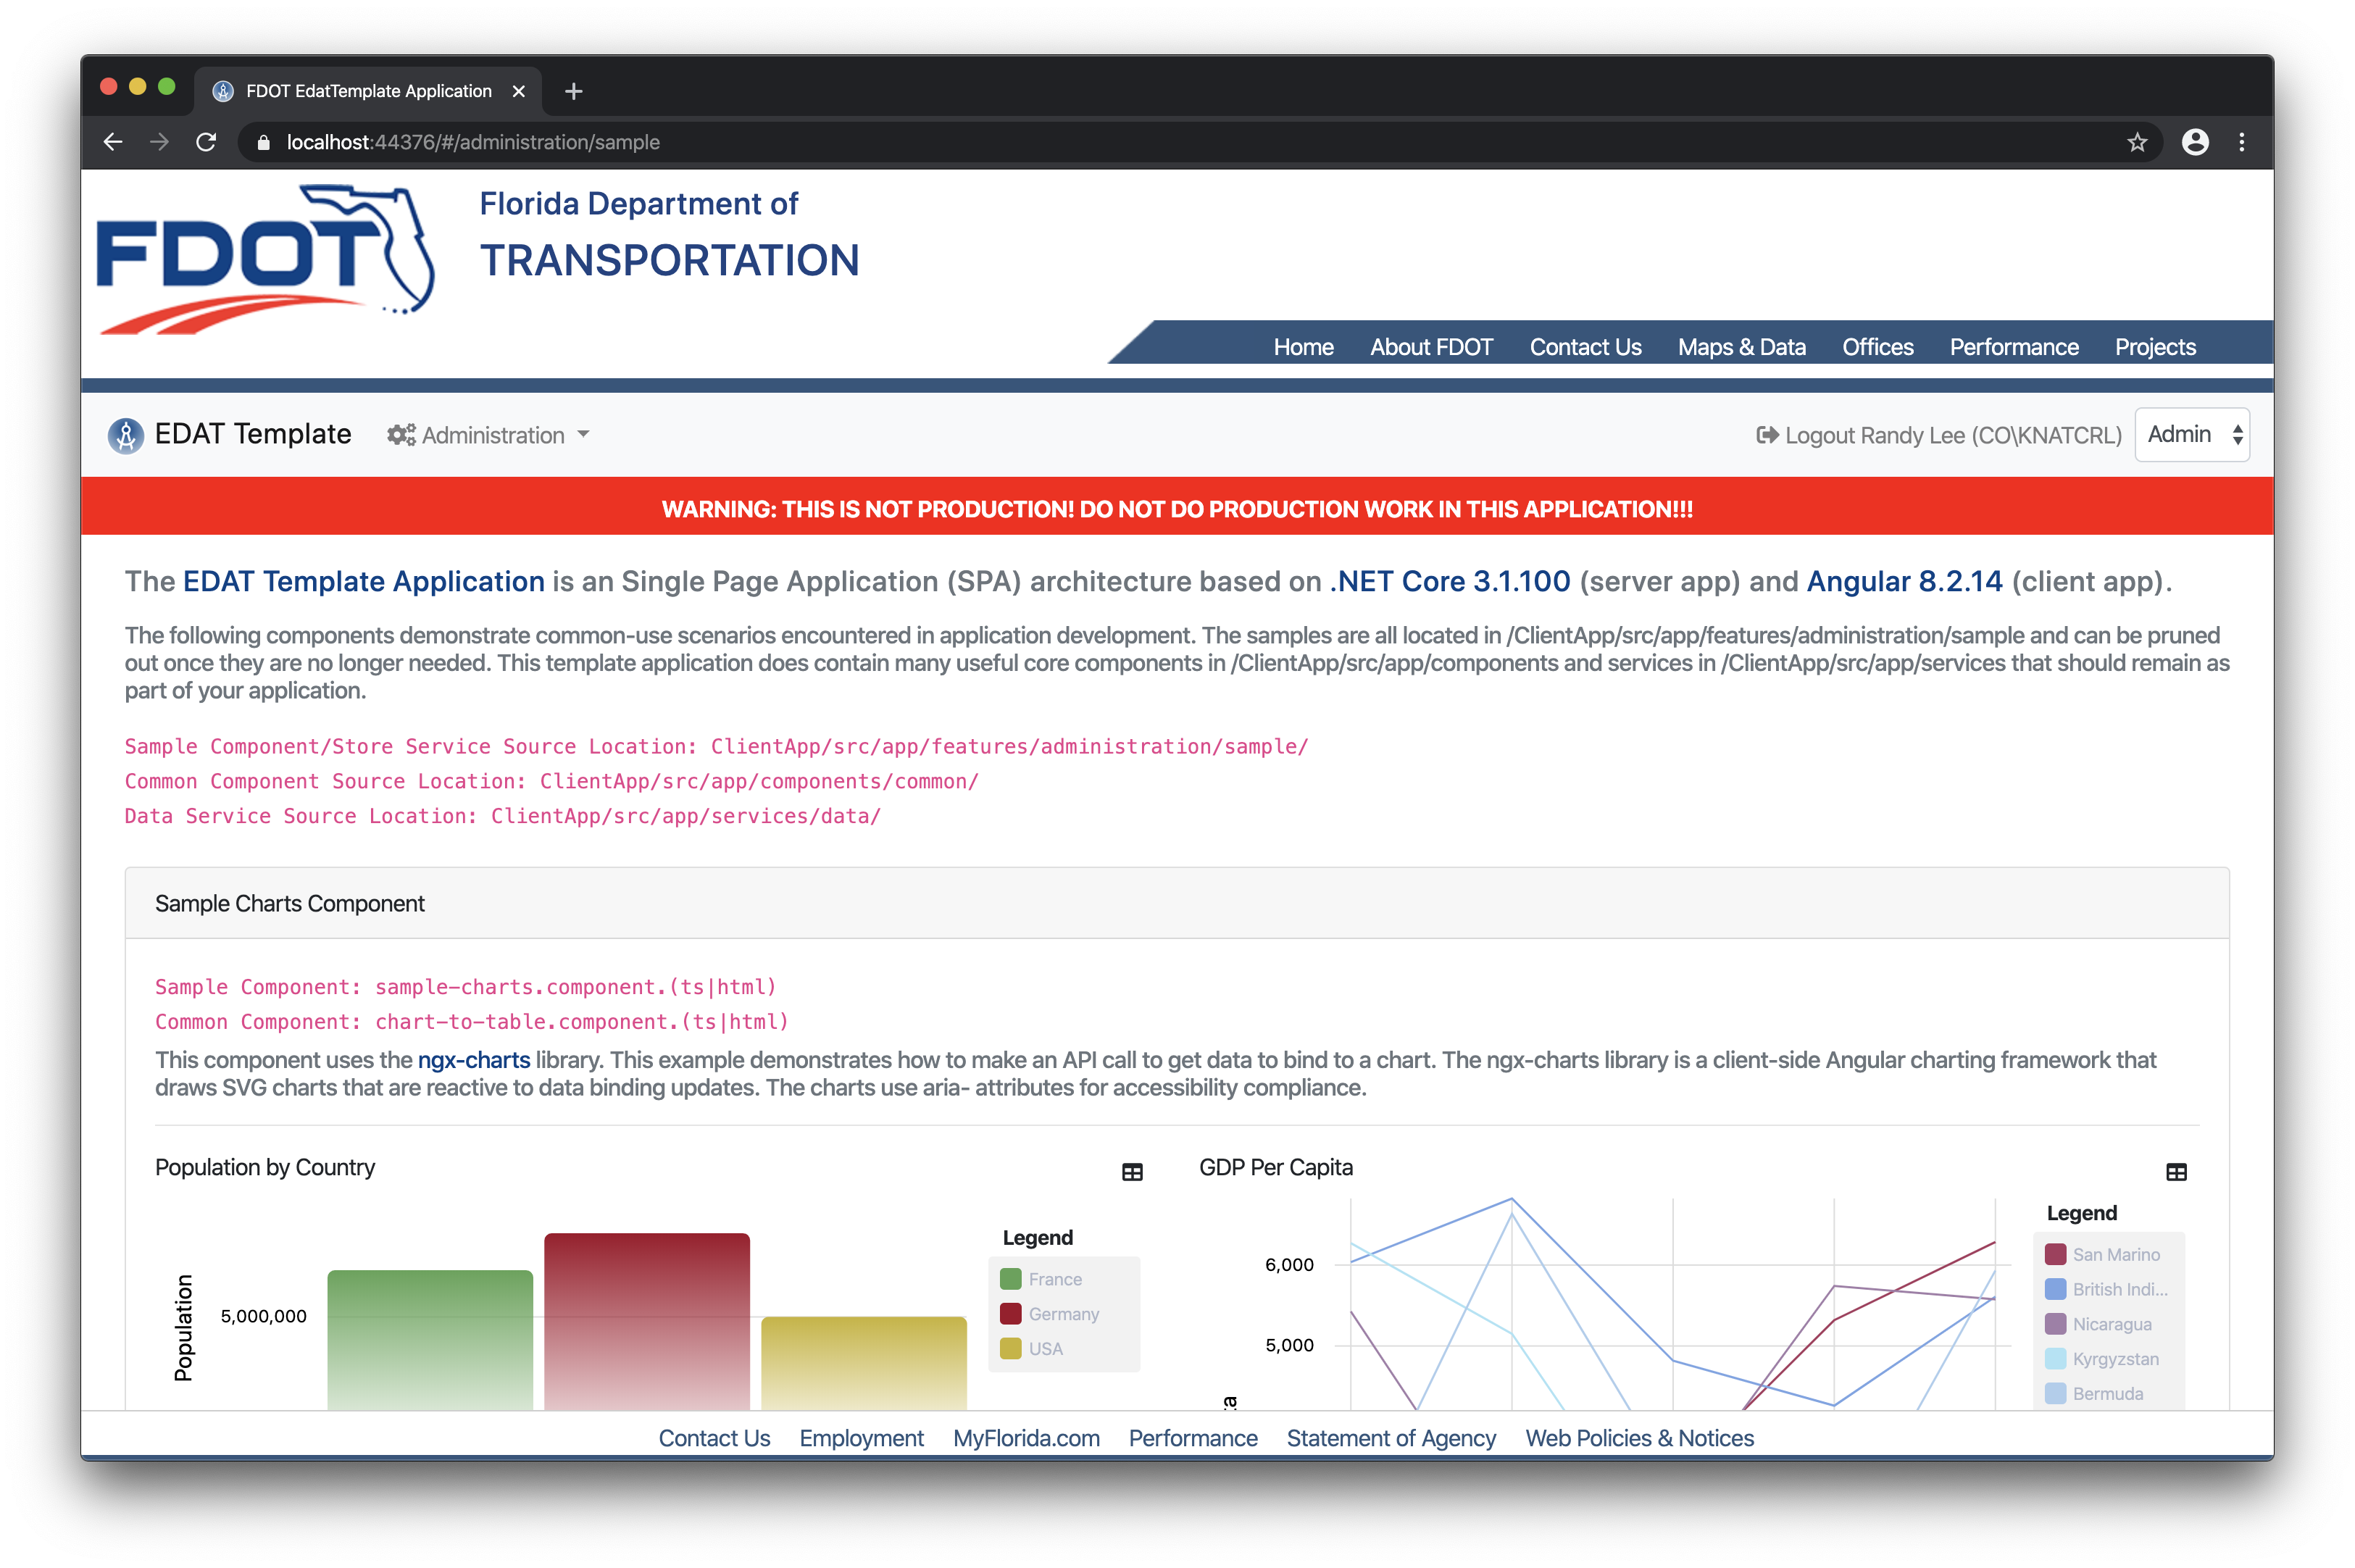 FDOT EdatTemplate Application
localhost:44376/#/administration/sample
FDOT
Florida Department of
TRANSPORTATION
Home About FDOT Contact Us Maps & Data Offices Performance Projects
EDAT Template Administration Logout Randy Lee (CO\KNATCRL) Admin
WARNING: THIS IS NOT PRODUCTION! DO NOT DO PRODUCTION WORK IN THIS APPLICATION!!!
The EDAT Template Application is an Single Page Application (SPA) architecture based on .NET Core 3.1.100 (server app) and Angular 8.2.14 (client app).
The following components demonstrate common-use scenarios encountered in application development. The samples are all located in /ClientApp/src/app/features/administration/sample and can be pruned
out once they are no longer needed. This template application does contain many useful core components in /ClientApp/src/app/components and services in /ClientApp/src/app/services that should remain as
part of your application.
Sample Component/Store Service Source Location: ClientApp/src/app/features/administration/sample/
Common Component Source Location: ClientApp/src/app/components/common/
Data Service Source Location: ClientApp/src/app/services/data/
Sample Charts Component
Sample Component: sample-charts.component.(ts|html)
Common Component: chart-to-table.component.(ts|html)
This component uses the ngx-charts library. This example demonstrates how to make an API call to get data to bind to a chart. The ngx-charts library is a client-side Angular charting framework that
draws SVG charts that are reactive to data binding updates. The charts use aria- attributes for accessibility compliance.
Population by Country
Population
5,000,000
Legend
France
Germany
USA
GDP Per Capita
6,000
5,000
Legend
San Marino
British Indi...
Nicaragua
Kyrgyzstan
Bermuda
Contact Us Employment MyFlorida.com Performance Statement of Agency Web Policies & Notices